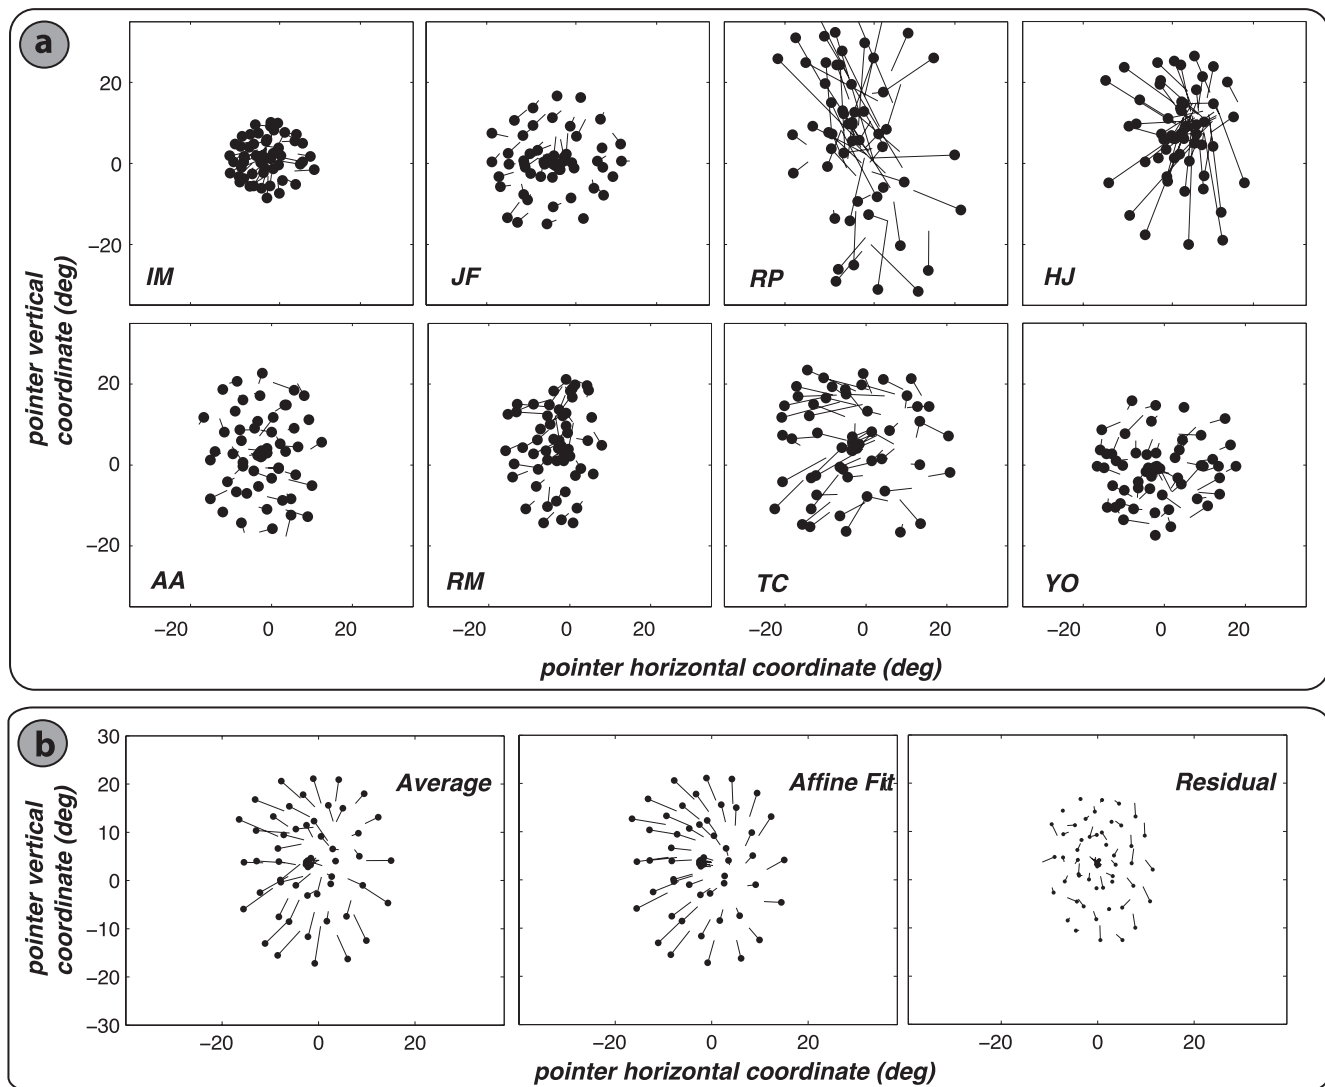 a
20
0
−20
IM
JF
RP
HJ
pointer vertical
coordinate (deg)
20
0
−20
AA
RM
TC
YO
−20 0 20 −20 0 20 −20 0 20 −20 0 20
pointer horizontal coordinate (deg)
b
30
20
10
0
−10
−20
−30
pointer vertical
coordinate (deg)
Average
Affine Fit
Residual
−20 0 20 −20 0 20 −20 0 20
pointer horizontal coordinate (deg)